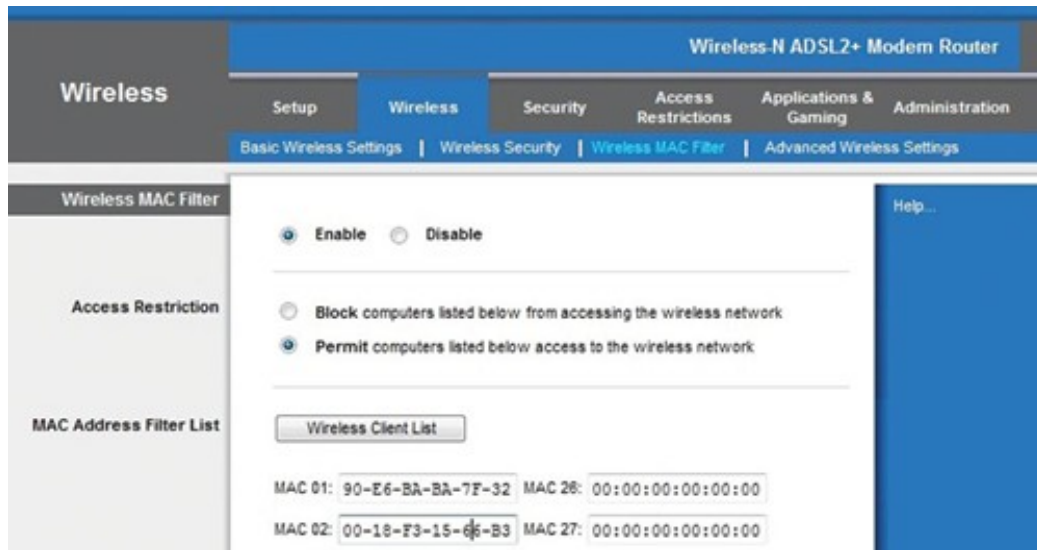 Wireless-N ADSL2+ Modem Router
Wireless
Setup Wireless Security Access Restrictions Applications & Gaming Administration
Basic Wireless Settings | Wireless Security | Wireless MAC Filter | Advanced Wireless Settings
Wireless MAC Filter
Help...
Enable Disable
Access Restriction
Block computers listed below from accessing the wireless network
Permit computers listed below access to the wireless network
MAC Address Filter List
Wireless Client List
MAC 01: 90-E6-BA-BA-7F-32 MAC 26: 00:00:00:00:00:00
MAC 02: 00-18-F3-15-66-B3 MAC 27: 00:00:00:00:00:00